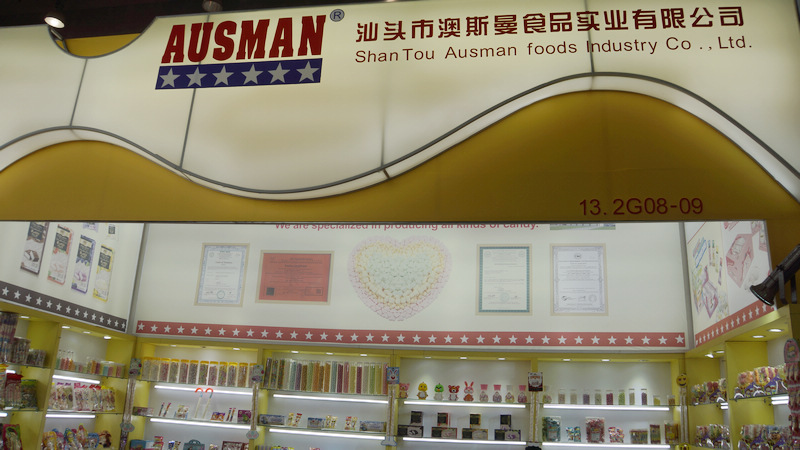 AUSMAN®
汕头市澳斯曼食品实业有限公司
ShanTou Ausman foods Industry Co., Ltd.
13.2G08-09
We are specialized in producing all kinds of candy.